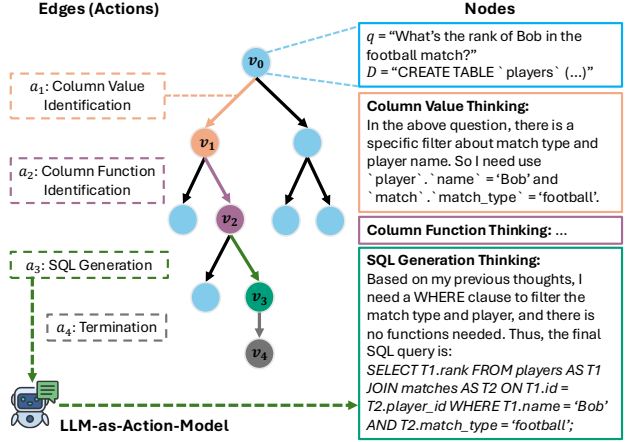 Edges (Actions)
Nodes
v₀
q = “What’s the rank of Bob in the
football match?”
D = “CREATE TABLE `players` (...)”
a₁: Column Value
Identification
v₁
Column Value Thinking:
In the above question, there is a
specific filter about match type and
player name. So I need use
`player`.`name` = ‘Bob’ and
`match`.`match_type` = ‘football’.
a₂: Column Function
Identification
v₂
Column Function Thinking: ...
a₃: SQL Generation
v₃
a₄: Termination
v₄
SQL Generation Thinking:
Based on my previous thoughts, I
need a WHERE clause to filter the
match type and player, and there is
no functions needed. Thus, the final
SQL query is:
SELECT T1.rank FROM players AS T1
JOIN matches AS T2 ON T1.id =
T2.player_id WHERE T1.name = ‘Bob’
AND T2.match_type = ‘football’;
LLM-as-Action-Model